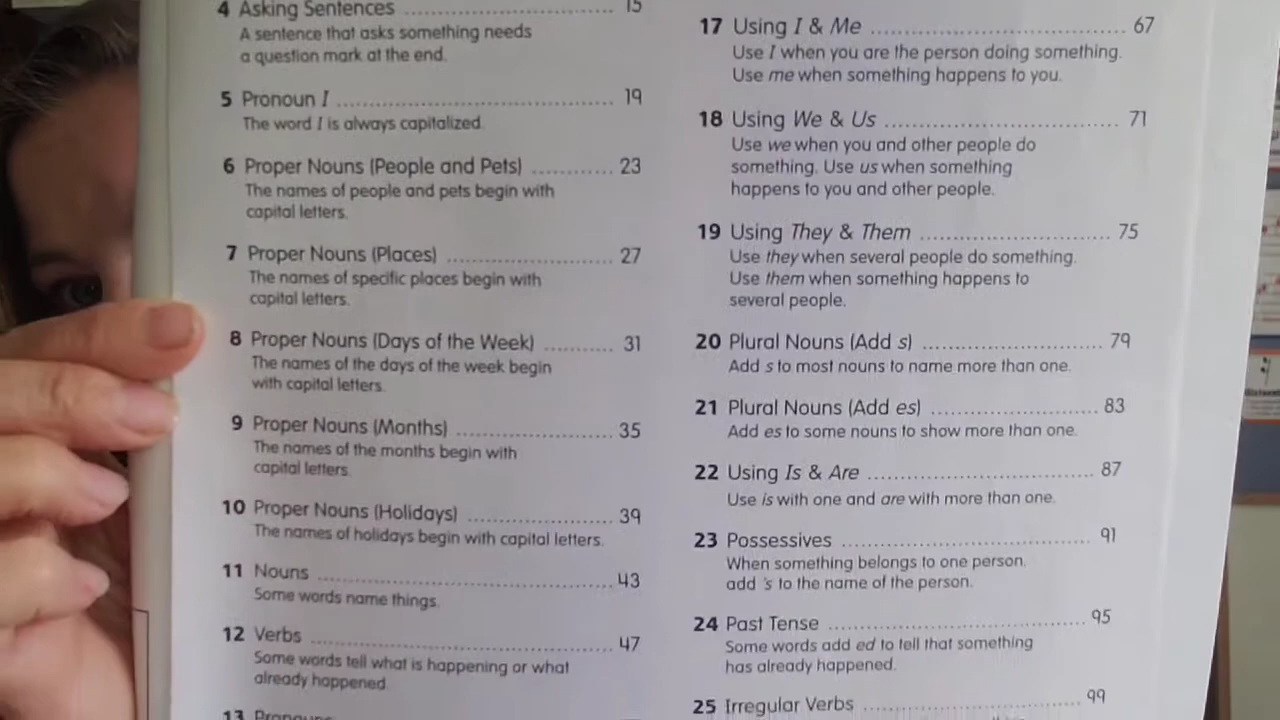 4 Asking Sentences ................................ 15
A sentence that asks something needs
a question mark at the end.
5 Pronoun I .......................................... 19
The word I is always capitalized.
6 Proper Nouns (People and Pets) ............ 23
The names of people and pets begin with
capital letters.
7 Proper Nouns (Places) ........................ 27
The names of specific places begin with
capital letters.
8 Proper Nouns (Days of the Week) .......... 31
The names of the days of the week begin
with capital letters.
9 Proper Nouns (Months) ....................... 35
The names of the months begin with
capital letters.
10 Proper Nouns (Holidays) ..................... 39
The names of holidays begin with capital letters.
11 Nouns ............................................ 43
Some words name things.
12 Verbs ............................................. 47
Some words tell what is happening or what
already happened.
13 Pronouns
17 Using I & Me ..................................... 67
Use I when you are the person doing something.
Use me when something happens to you.
18 Using We & Us .................................. 71
Use we when you and other people do
something. Use us when something
happens to you and other people.
19 Using They & Them ........................... 75
Use they when several people do something.
Use them when something happens to
several people.
20 Plural Nouns (Add s) .......................... 79
Add s to most nouns to name more than one.
21 Plural Nouns (Add es) ........................ 83
Add es to some nouns to show more than one.
22 Using Is & Are .................................. 87
Use is with one and are with more than one.
23 Possessives ..................................... 91
When something belongs to one person,
add 's to the name of the person.
24 Past Tense ...................................... 95
Some words add ed to tell that something
has already happened.
25 Irregular Verbs ................................ 99